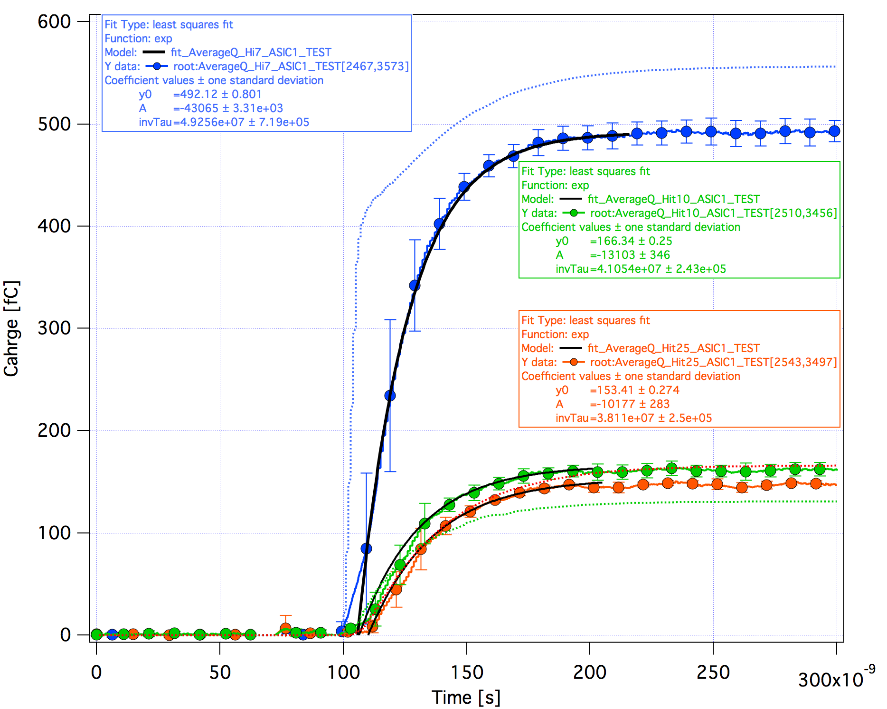 600
500
400
300
200
100
0
Cahrge [fC]
Fit Type: least squares fit
Function: exp
Model: fit_AverageQ_Hi7_ASIC1_TEST
Y data: root:AverageQ_Hi7_ASIC1_TEST[2467,3573]
Coefficient values ± one standard deviation
y0 =492.12 ± 0.801
A =-43065 ± 3.31e+03
invTau=4.9256e+07 ± 7.19e+05
Fit Type: least squares fit
Function: exp
Model: fit_AverageQ_Hit10_ASIC1_TEST
Y data: root:AverageQ_Hit10_ASIC1_TEST[2510,3456]
Coefficient values ± one standard deviation
y0 =166.34 ± 0.25
A =-13103 ± 346
invTau=4.1054e+07 ± 2.43e+05
Fit Type: least squares fit
Function: exp
Model: fit_AverageQ_Hit25_ASIC1_TEST
Y data: root:AverageQ_Hit25_ASIC1_TEST[2543,3497]
Coefficient values ± one standard deviation
y0 =153.41 ± 0.274
A =-10177 ± 283
invTau=3.811e+07 ± 2.5e+05
0 50 100 150 200 250 300x10-9
Time [s]